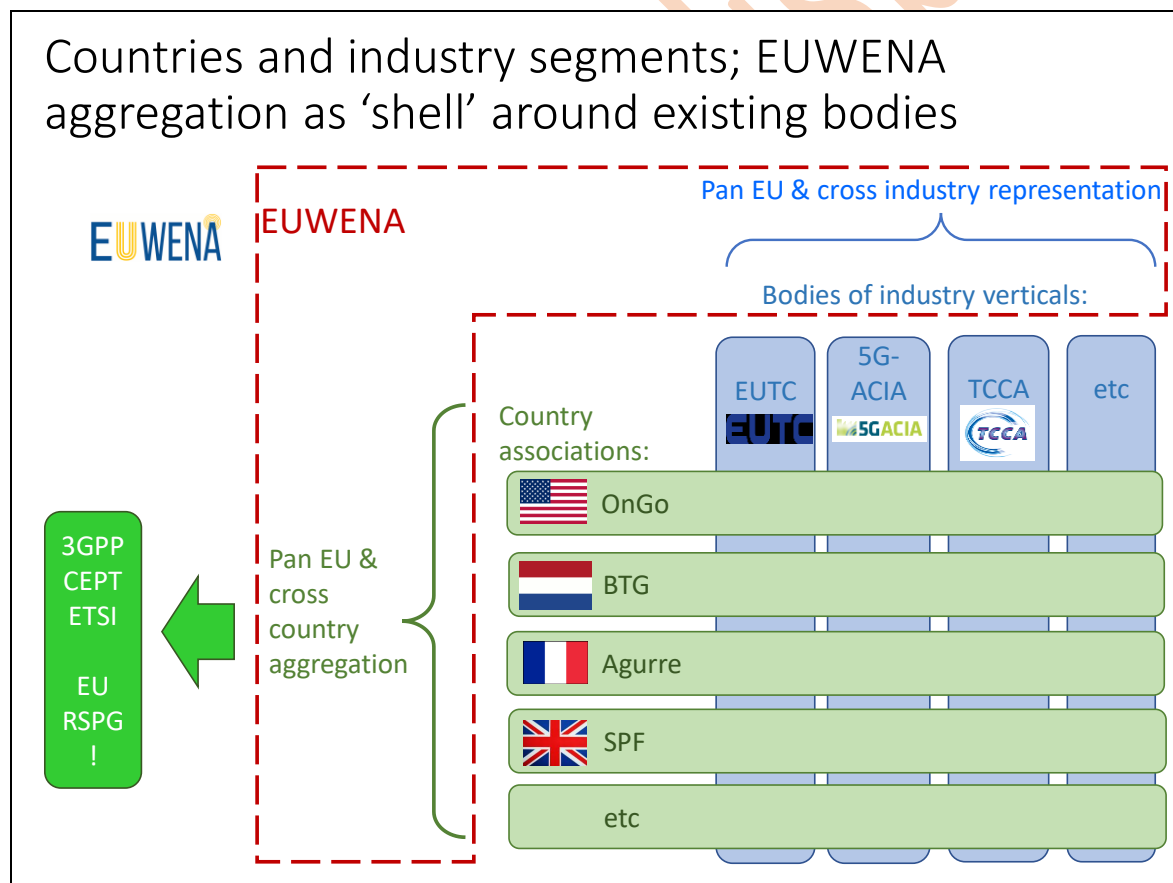 Countries and industry segments; EUWENA
aggregation as ‘shell’ around existing bodies
EUWENA
EUWENA
Pan EU & cross industry representation
Bodies of industry verticals:
EUTC
EUTC
5G-
ACIA
5GACIA
TCCA
TCCA
etc
Country
associations:
OnGo
BTG
Agurre
SPF
etc
Pan EU &
cross
country
aggregation
3GPP
CEPT
ETSI
EU
RSPG
!